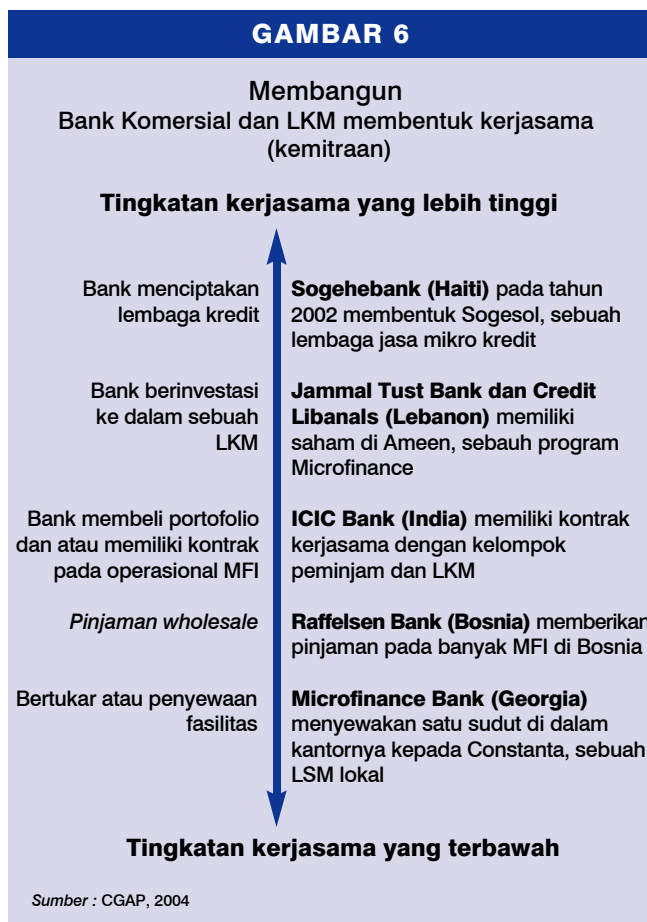 GAMBAR 6
Membangun
Bank Komersial dan LKM membentuk kerjasama
(kemitraan)
Tingkatan kerjasama yang lebih tinggi
Bank menciptakan
lembaga kredit
Sogehebank (Haiti) pada tahun
2002 membentuk Sogesol, sebuah
lembaga jasa mikro kredit
Bank berinvestasi
ke dalam sebuah
LKM
Jammal Tust Bank dan Credit
Libanals (Lebanon) memiliki
saham di Ameen, sebauh program
Microfinance
Bank membeli portofolio
dan atau memiliki kontrak
pada operasional MFI
ICIC Bank (India) memiliki kontrak
kerjasama dengan kelompok
peminjam dan LKM
Pinjaman wholesale
Raffelsen Bank (Bosnia) memberikan
pinjaman pada banyak MFI di Bosnia
Bertukar atau penyewaan
fasilitas
Microfinance Bank (Georgia)
menyewakan satu sudut di dalam
kantornya kepada Constanta, sebuah
LSM lokal
Tingkatan kerjasama yang terbawah
Sumber : CGAP, 2004